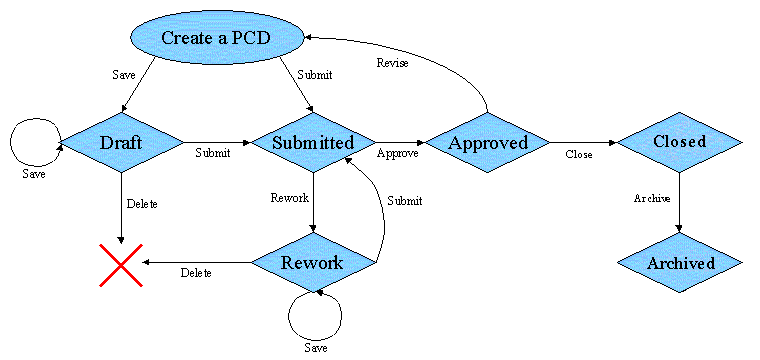 Create a PCD
Revise
Save
Submit
Draft
Submitted
Approved
Closed
Submit
Approve
Close
Save
Delete
Rework
Submit
Archive
Delete
Rework
Archived
Save